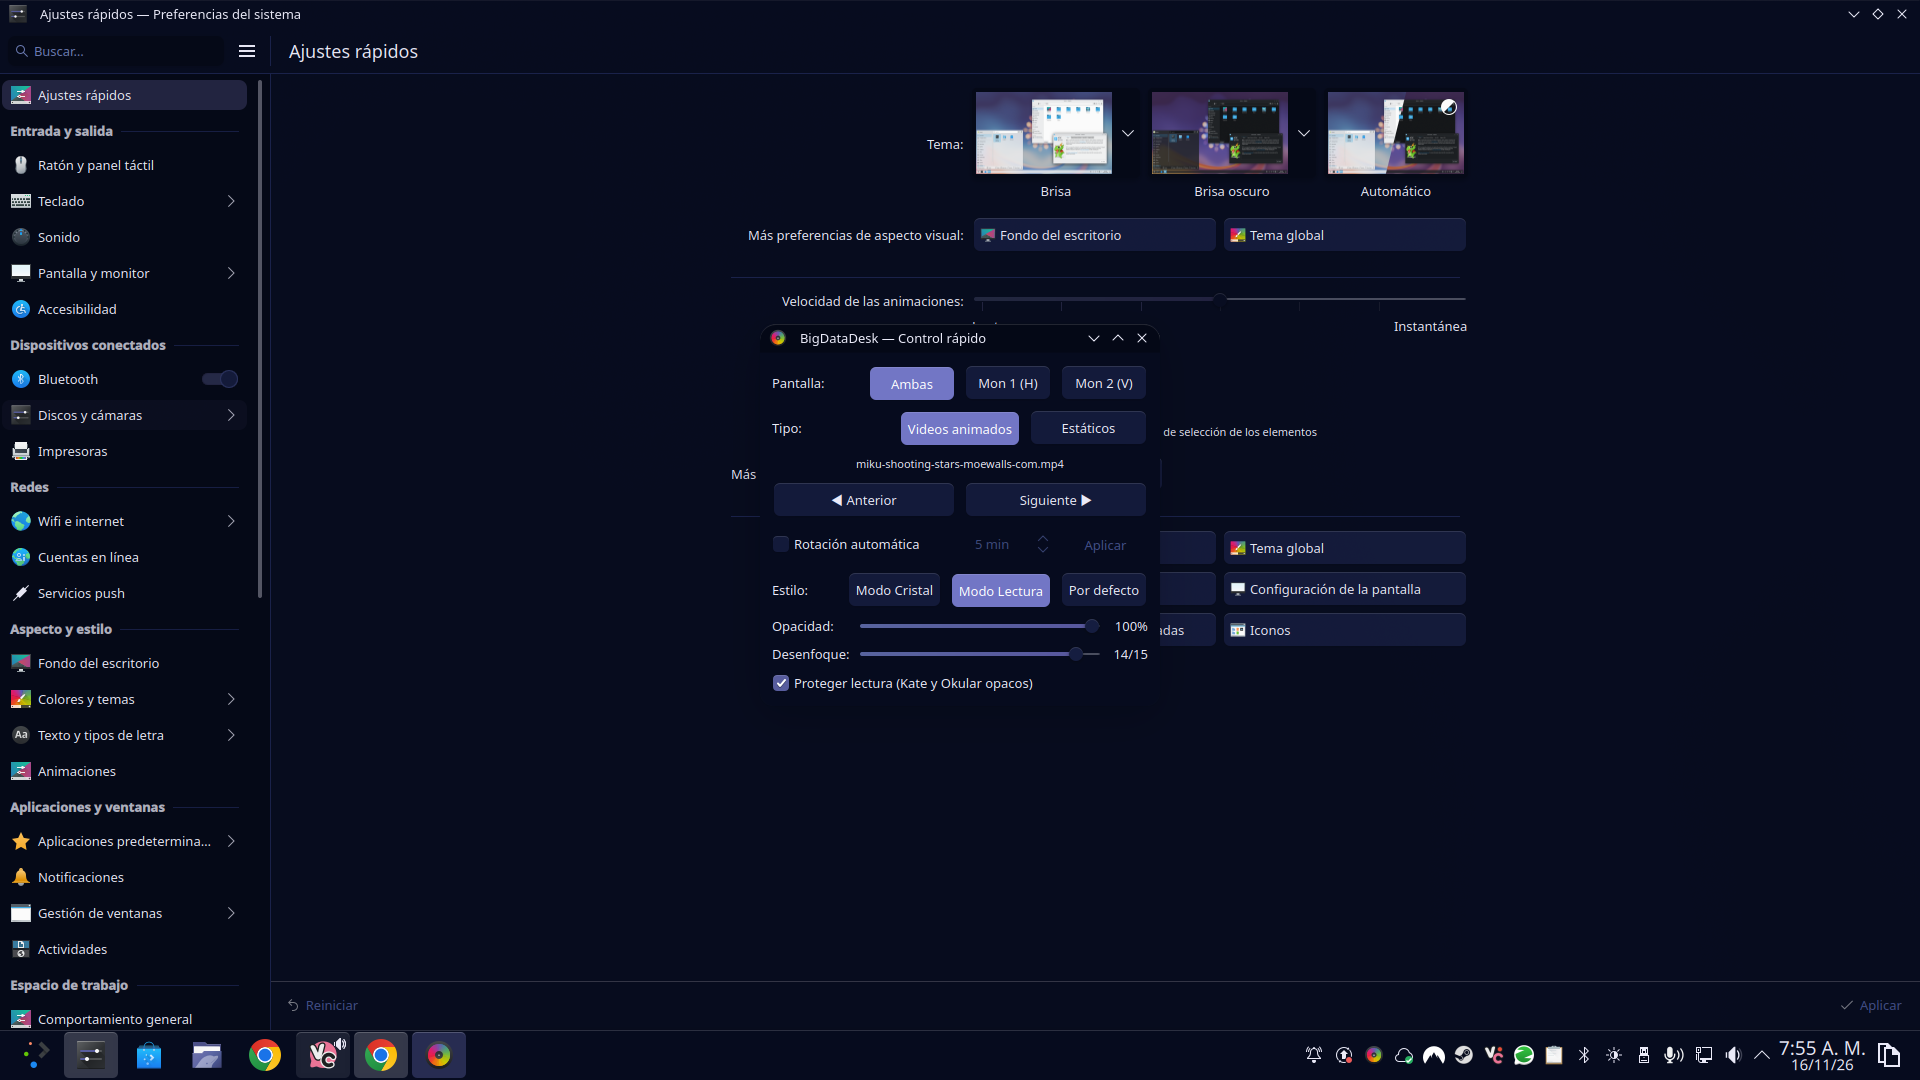 Ajustes rápidos — Preferencias del sistema
Buscar...
Ajustes rápidos
Ajustes rápidos
Entrada y salida
Ratón y panel táctil
Teclado
Sonido
Pantalla y monitor
Accesibilidad
Dispositivos conectados
Bluetooth
Discos y cámaras
Impresoras
Redes
Wifi e internet
Cuentas en línea
Servicios push
Aspecto y estilo
Fondo del escritorio
Colores y temas
Texto y tipos de letra
Animaciones
Aplicaciones y ventanas
Aplicaciones predetermina...
Notificaciones
Gestión de ventanas
Actividades
Espacio de trabajo
Comportamiento general
Tema:
Brisa
Brisa oscuro
Automático
Más preferencias de aspecto visual:
Fondo del escritorio
Tema global
Velocidad de las animaciones:
Instantánea
de selección de los elementos
Más
Tema global
Configuración de la pantalla
adas
Iconos
BigDataDesk — Control rápido
Pantalla:
Ambas
Mon 1 (H)
Mon 2 (V)
Tipo:
Videos animados
Estáticos
miku-shooting-stars-moewalls-com.mp4
◀ Anterior
Siguiente ▶
Rotación automática
5 min
Aplicar
Estilo:
Modo Cristal
Modo Lectura
Por defecto
Opacidad:
100%
Desenfoque:
14/15
Proteger lectura (Kate y Okular opacos)
Reiniciar
Aplicar
7:55 A. M.
16/11/26